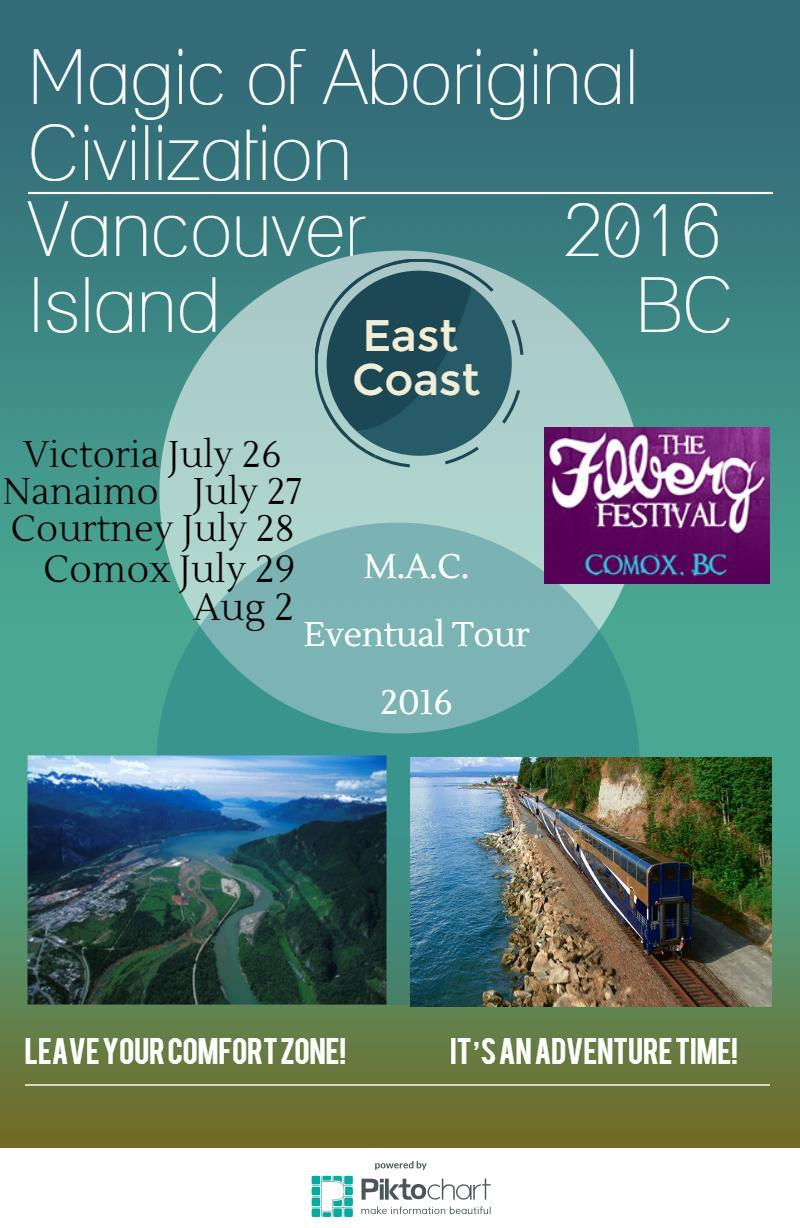 Magic of Aboriginal
Civilization
Vancouver 2016
Island BC
East
Coast
Victoria July 26
Nanaimo July 27
Courtney July 28
Comox July 29
Aug 2
THE
Filberg
FESTIVAL
COMOX, BC
M.A.C.
Eventual Tour
2016
LEAVE YOUR COMFORT ZONE!
IT'S AN ADVENTURE TIME!
powered by
Piktochart
make information beautiful